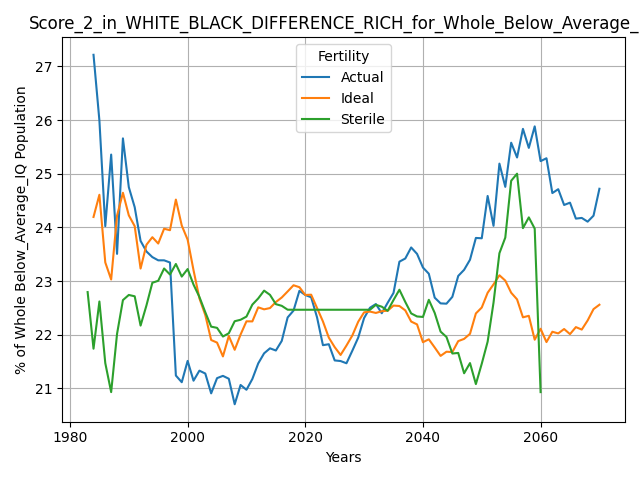 Score_2_in_WHITE_BLACK_DIFFERENCE_RICH_for_Whole_Below_Average_
% of Whole Below_Average_IQ Population
27
26
25
24
23
22
21
Fertility
Actual
Ideal
Sterile
1980
2000
2020
2040
2060
Years